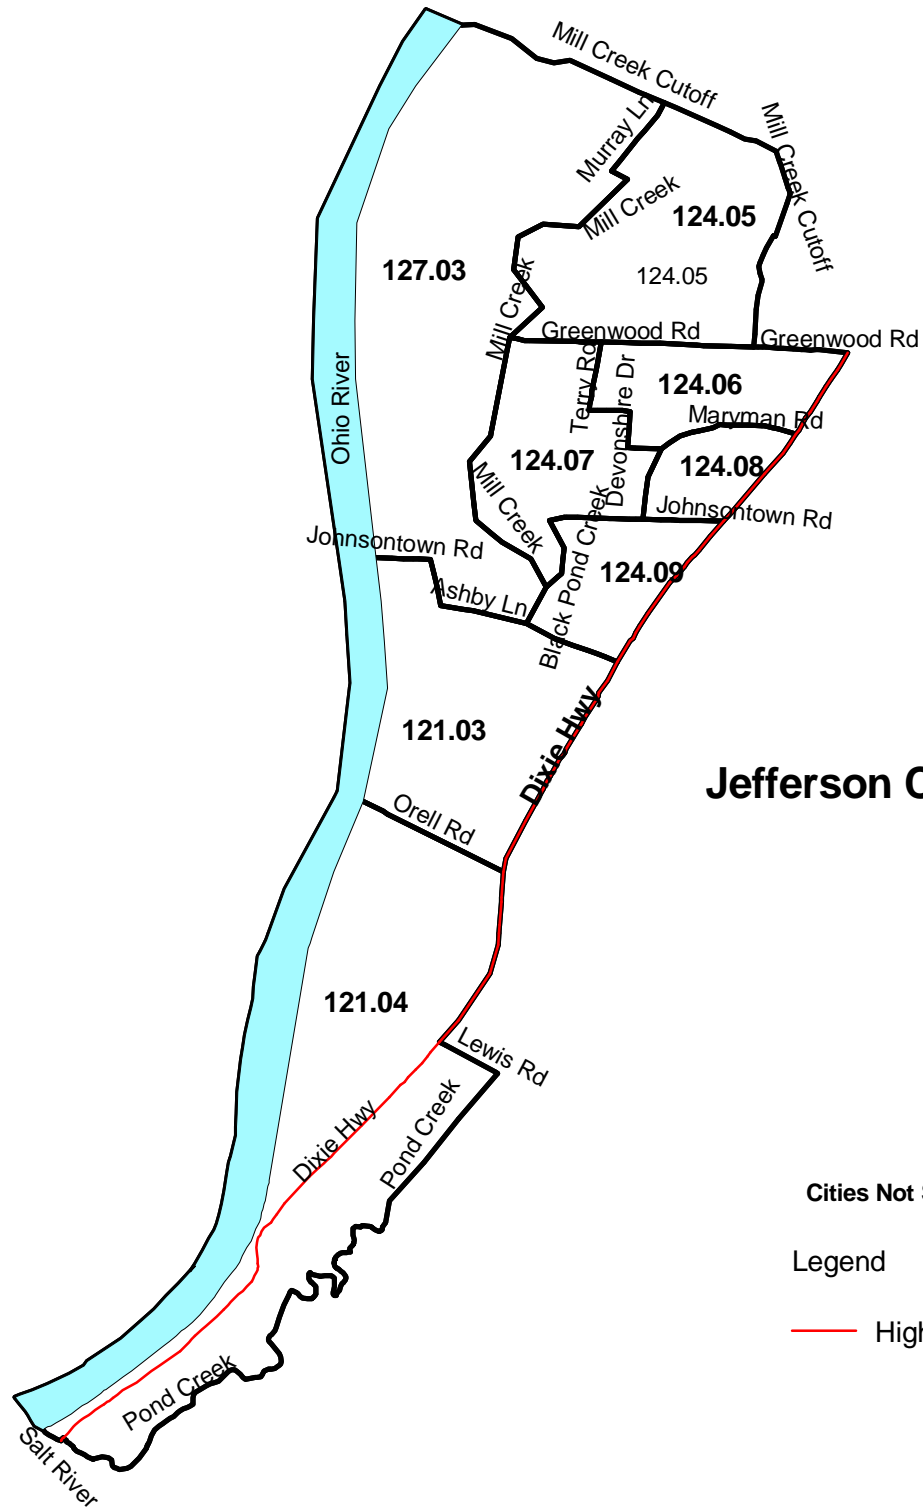 Mill Creek Cutoff
Mill Creek Cutoff
Murray Ln
Mill Creek
124.05
124.05
127.03
Mill Creek
Greenwood Rd
Greenwood Rd
Ohio River
Terry Rd
Devonshire Dr
124.06
Maryman Rd
124.07
124.08
Mill Creek
Johnsontown Rd
Johnsontown Rd
Black Pond Creek
124.09
Ashby Ln
121.03
Dixie Hwy
Jefferson C
Orell Rd
121.04
Lewis Rd
Dixie Hwy
Pond Creek
Cities Not
Legend
High
Pond Creek
Salt River